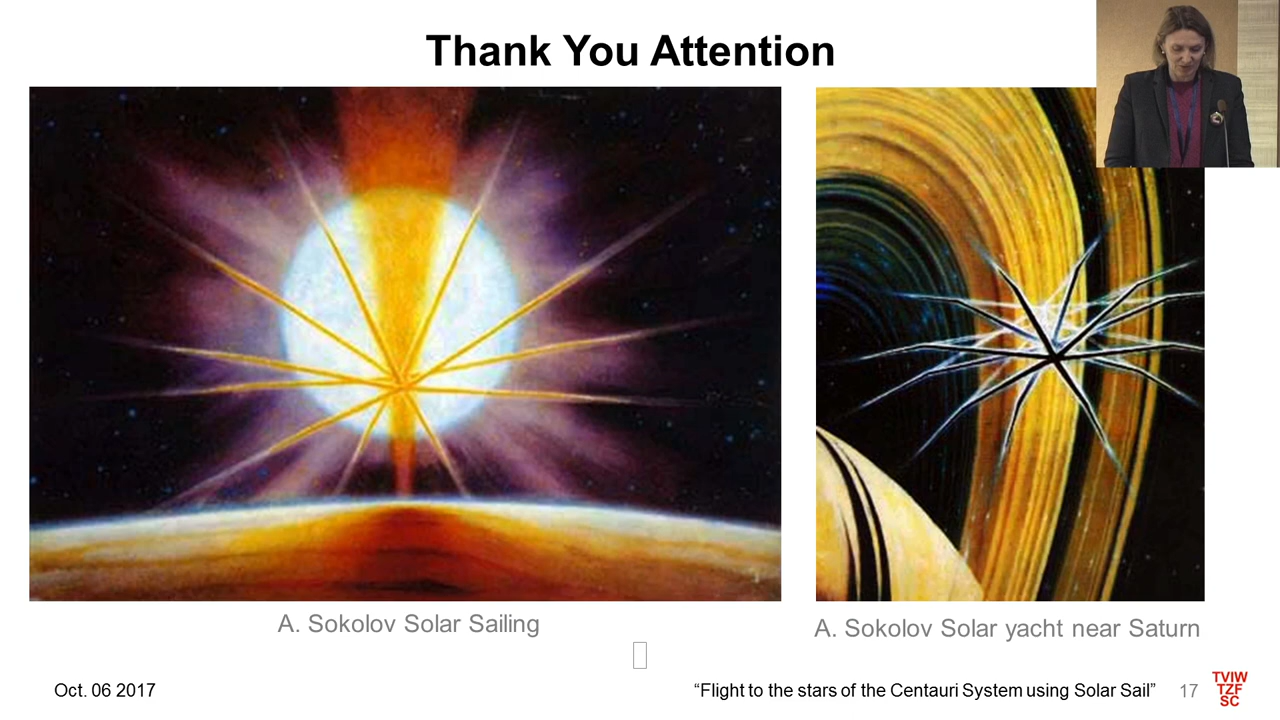 Thank You Attention
A. Sokolov Solar Sailing
A. Sokolov Solar yacht near Saturn
Oct. 06 2017
“Flight to the stars of the Centauri System using Solar Sail”
17
TVIW
TZF
SC